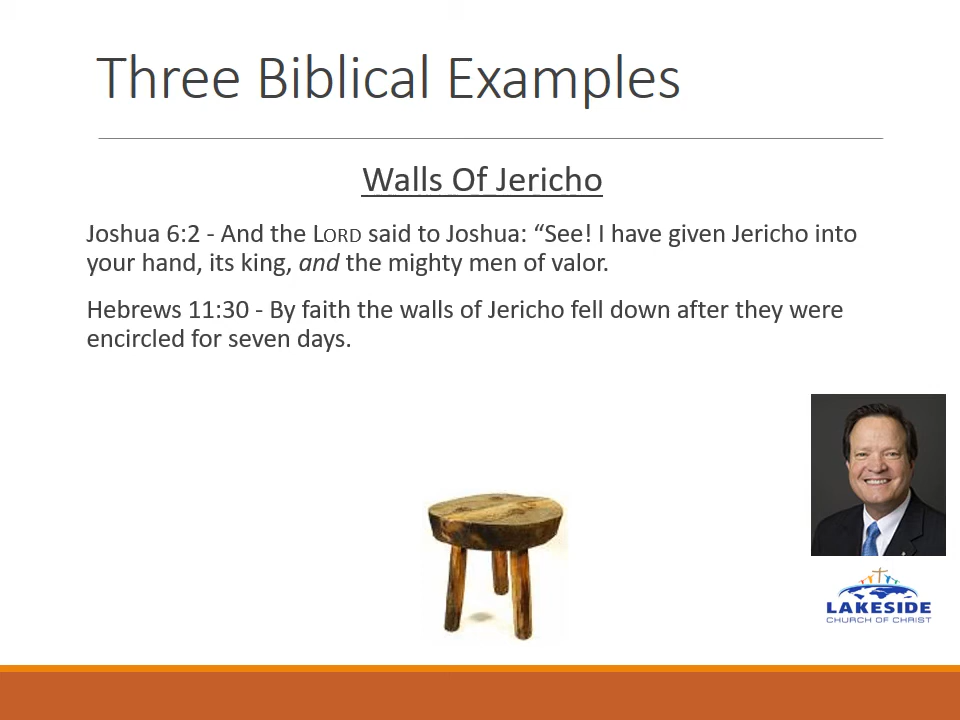 Three Biblical Examples
Walls Of Jericho
Joshua 6:2 - And the LORD said to Joshua: “See! I have given Jericho into
your hand, its king, and the mighty men of valor.
Hebrews 11:30 - By faith the walls of Jericho fell down after they were
encircled for seven days.
LAKESIDE
CHURCH OF CHRIST